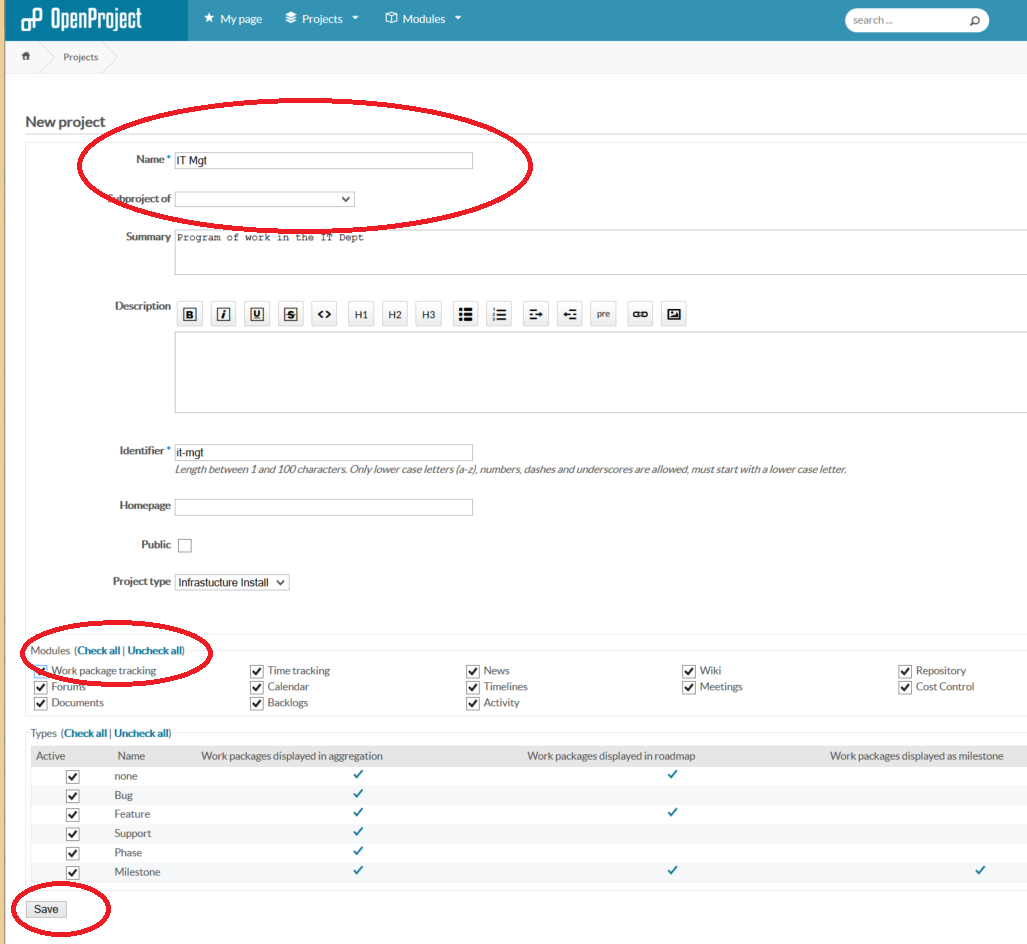 OpenProject My page Projects Modules search ...
Projects
New project
Name * IT Mgt
Subproject of
Summary Program of work in the IT Dept
Description B i U S <> H1 H2 H3 pre
Identifier * it-mgt
Length between 1 and 100 characters. Only lower case letters (a-z), numbers, dashes and underscores are allowed, must start with a lower case letter.
Homepage
Public
Project type Infrastucture Install
Modules (Check all | Uncheck all)
Work package tracking Time tracking News Wiki Repository
Forums Calendar Timelines Meetings Cost Control
Documents Backlogs Activity
Types (Check all | Uncheck all)
Active Name Work packages displayed in aggregation Work packages displayed in roadmap Work packages displayed as milestone
none
Bug
Feature
Support
Phase
Milestone
Save